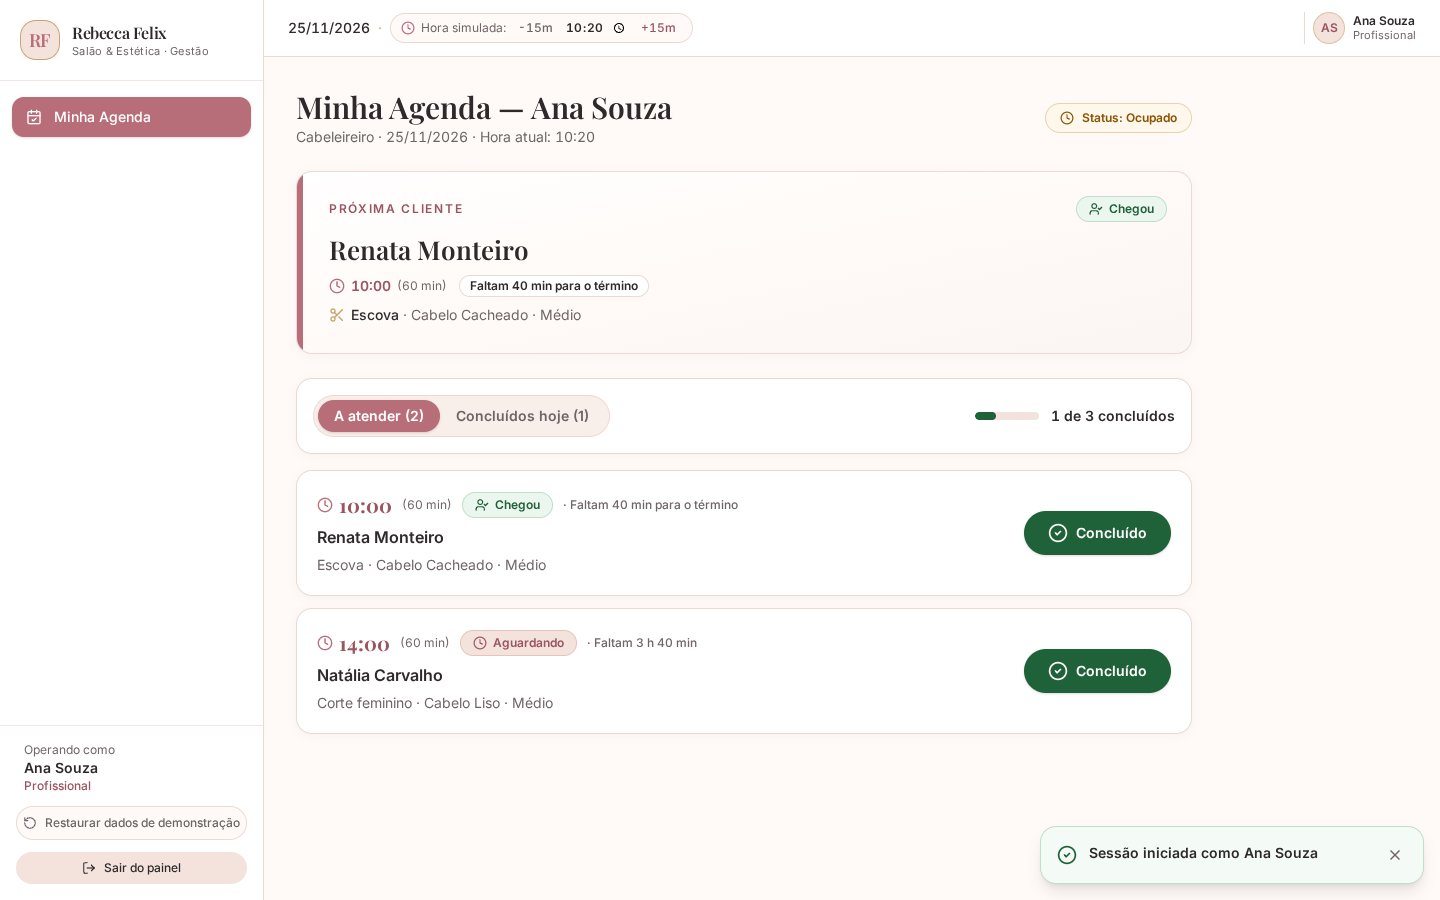 RF
Rebecca Felix
Salão & Estética · Gestão
Minha Agenda
Operando como
Ana Souza
Profissional
Restaurar dados de demonstração
Sair do painel
25/11/2026 · Hora simulada: -15m 10:20 +15m
AS
Ana Souza
Profissional
Minha Agenda — Ana Souza
Cabeleireiro · 25/11/2026 · Hora atual: 10:20
Status: Ocupado
PRÓXIMA CLIENTE
Chegou
Renata Monteiro
10:00 (60 min) Faltam 40 min para o término
Escova · Cabelo Cacheado · Médio
A atender (2) Concluídos hoje (1)
1 de 3 concluídos
10:00 (60 min) Chegou · Faltam 40 min para o término
Renata Monteiro
Escova · Cabelo Cacheado · Médio
Concluído
14:00 (60 min) Aguardando · Faltam 3 h 40 min
Natália Carvalho
Corte feminino · Cabelo Liso · Médio
Concluído
Sessão iniciada como Ana Souza